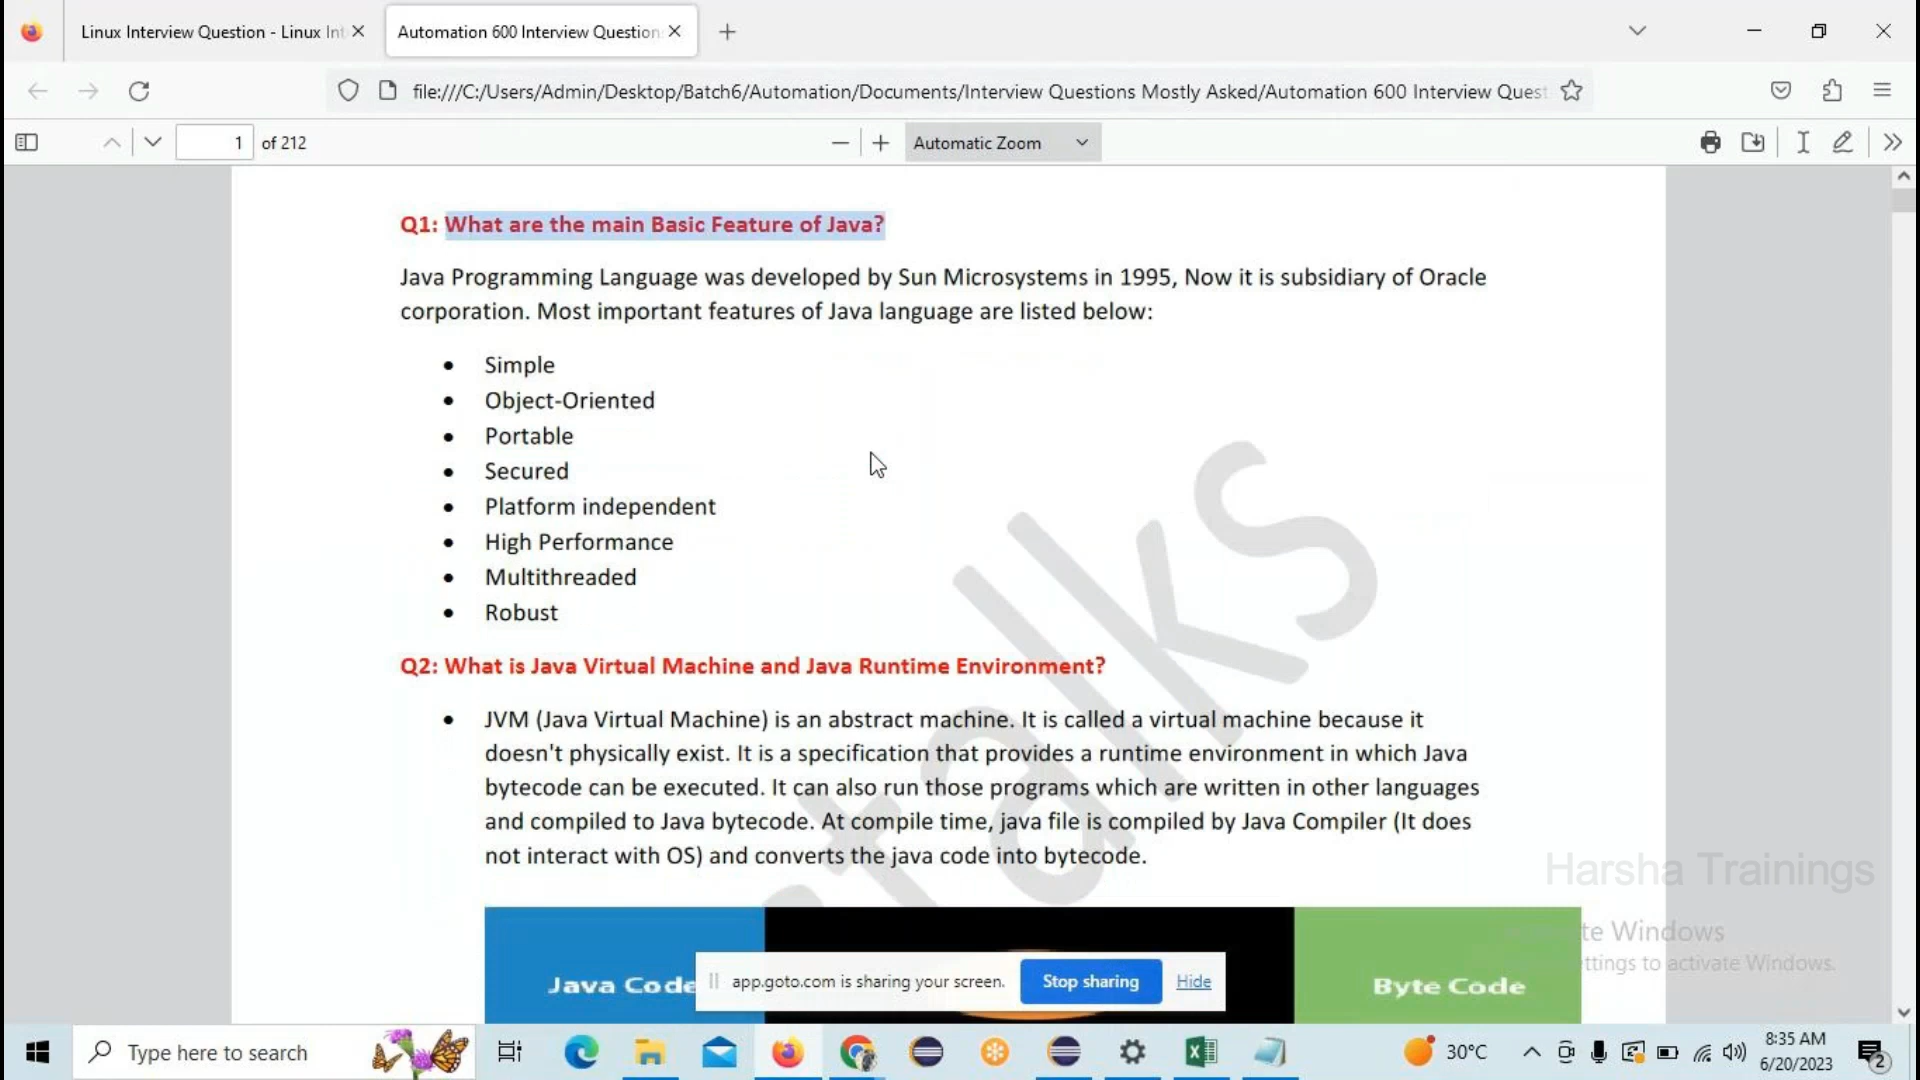 Linux Interview Question - Linux Int
Automation 600 Interview Question
file:///C:/Users/Admin/Desktop/Batch6/Automation/Documents/Interview Questions Mostly Asked/Automation 600 Interview Quest
1 of 212
Automatic Zoom
Q1: What are the main Basic Feature of Java?
Java Programming Language was developed by Sun Microsystems in 1995, Now it is subsidiary of Oracle
corporation. Most important features of Java language are listed below:
• Simple
• Object-Oriented
• Portable
• Secured
• Platform independent
• High Performance
• Multithreaded
• Robust
Q2: What is Java Virtual Machine and Java Runtime Environment?
• JVM (Java Virtual Machine) is an abstract machine. It is called a virtual machine because it
doesn't physically exist. It is a specification that provides a runtime environment in which Java
bytecode can be executed. It can also run those programs which are written in other languages
and compiled to Java bytecode. At compile time, java file is compiled by Java Compiler (It does
not interact with OS) and converts the java code into bytecode.
talks
Harsha Trainings
te Windows
ttings to activate Windows.
Java Code
Byte Code
app.goto.com is sharing your screen.
Stop sharing
Hide
Type here to search
30°C
8:35 AM
6/20/2023
2